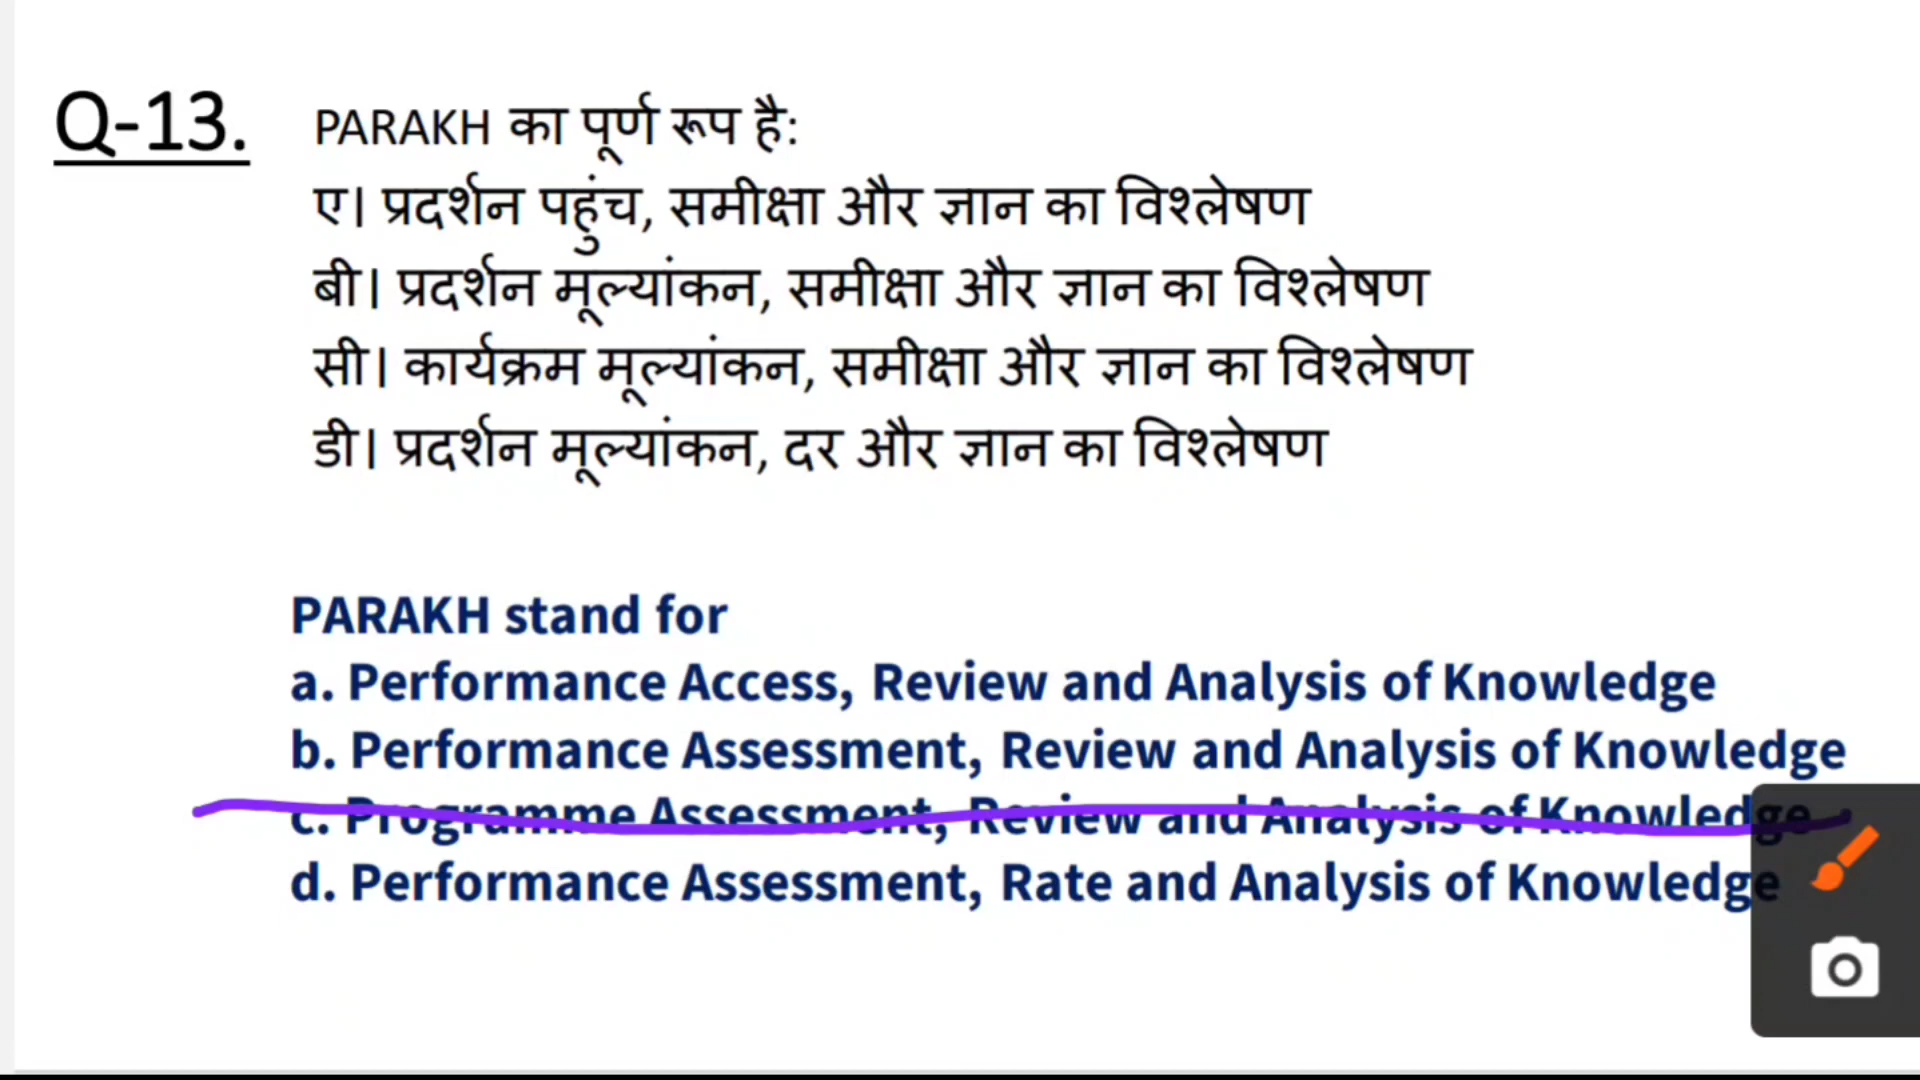 Q-13.
PARAKH का पूर्ण रूप है:
ए। प्रदर्शन पहुंच, समीक्षा और ज्ञान का विश्लेषण
बी। प्रदर्शन मूल्यांकन, समीक्षा और ज्ञान का विश्लेषण
सी। कार्यक्रम मूल्यांकन, समीक्षा और ज्ञान का विश्लेषण
डी। प्रदर्शन मूल्यांकन, दर और ज्ञान का विश्लेषण
PARAKH stand for
a. Performance Access, Review and Analysis of Knowledge
b. Performance Assessment, Review and Analysis of Knowledge
c. Programme Assessment, Review and Analysis of Knowledge
d. Performance Assessment, Rate and Analysis of Knowledge